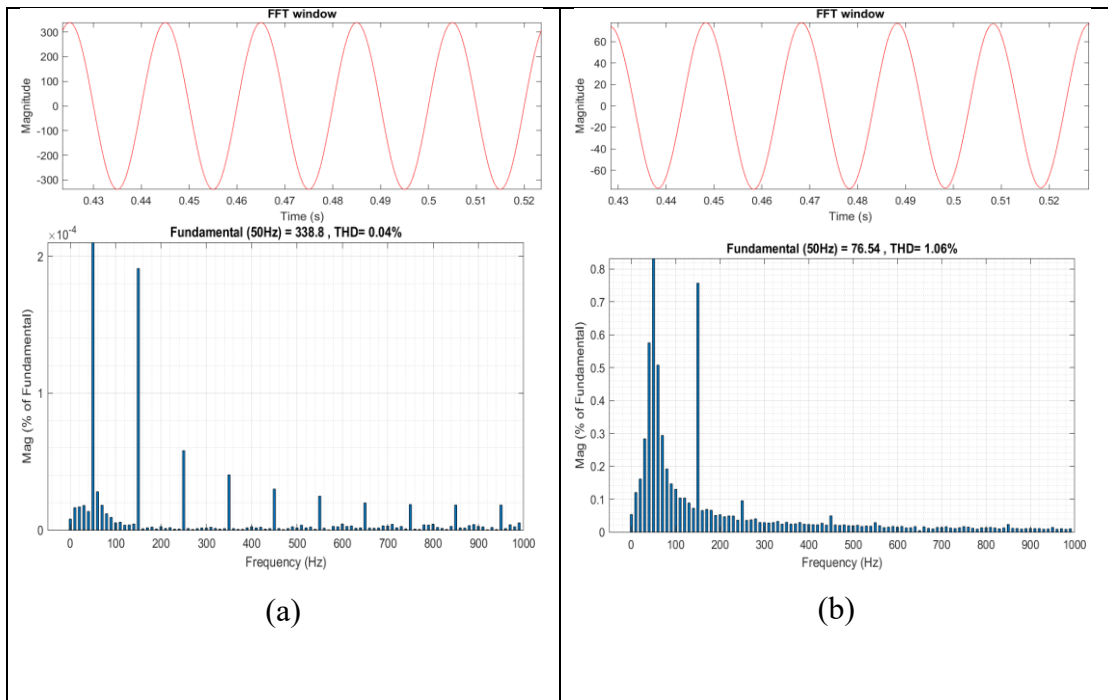 FFT window
300
200
100
0
-100
-200
-300
Magnitude
0.43 0.44 0.45 0.46 0.47 0.48 0.49 0.5 0.51 0.52
Time (s)
×10⁻⁴
Fundamental (50Hz) = 338.8 , THD= 0.04%
2
1
0
Mag (% of Fundamental)
0 100 200 300 400 500 600 700 800 900 1000
Frequency (Hz)
(a)
FFT window
60
40
20
0
-20
-40
-60
Magnitude
0.43 0.44 0.45 0.46 0.47 0.48 0.49 0.5 0.51 0.52
Time (s)
Fundamental (50Hz) = 76.54 , THD= 1.06%
0.8
0.7
0.6
0.5
0.4
0.3
0.2
0.1
0
Mag (% of Fundamental)
0 100 200 300 400 500 600 700 800 900 1000
Frequency (Hz)
(b)